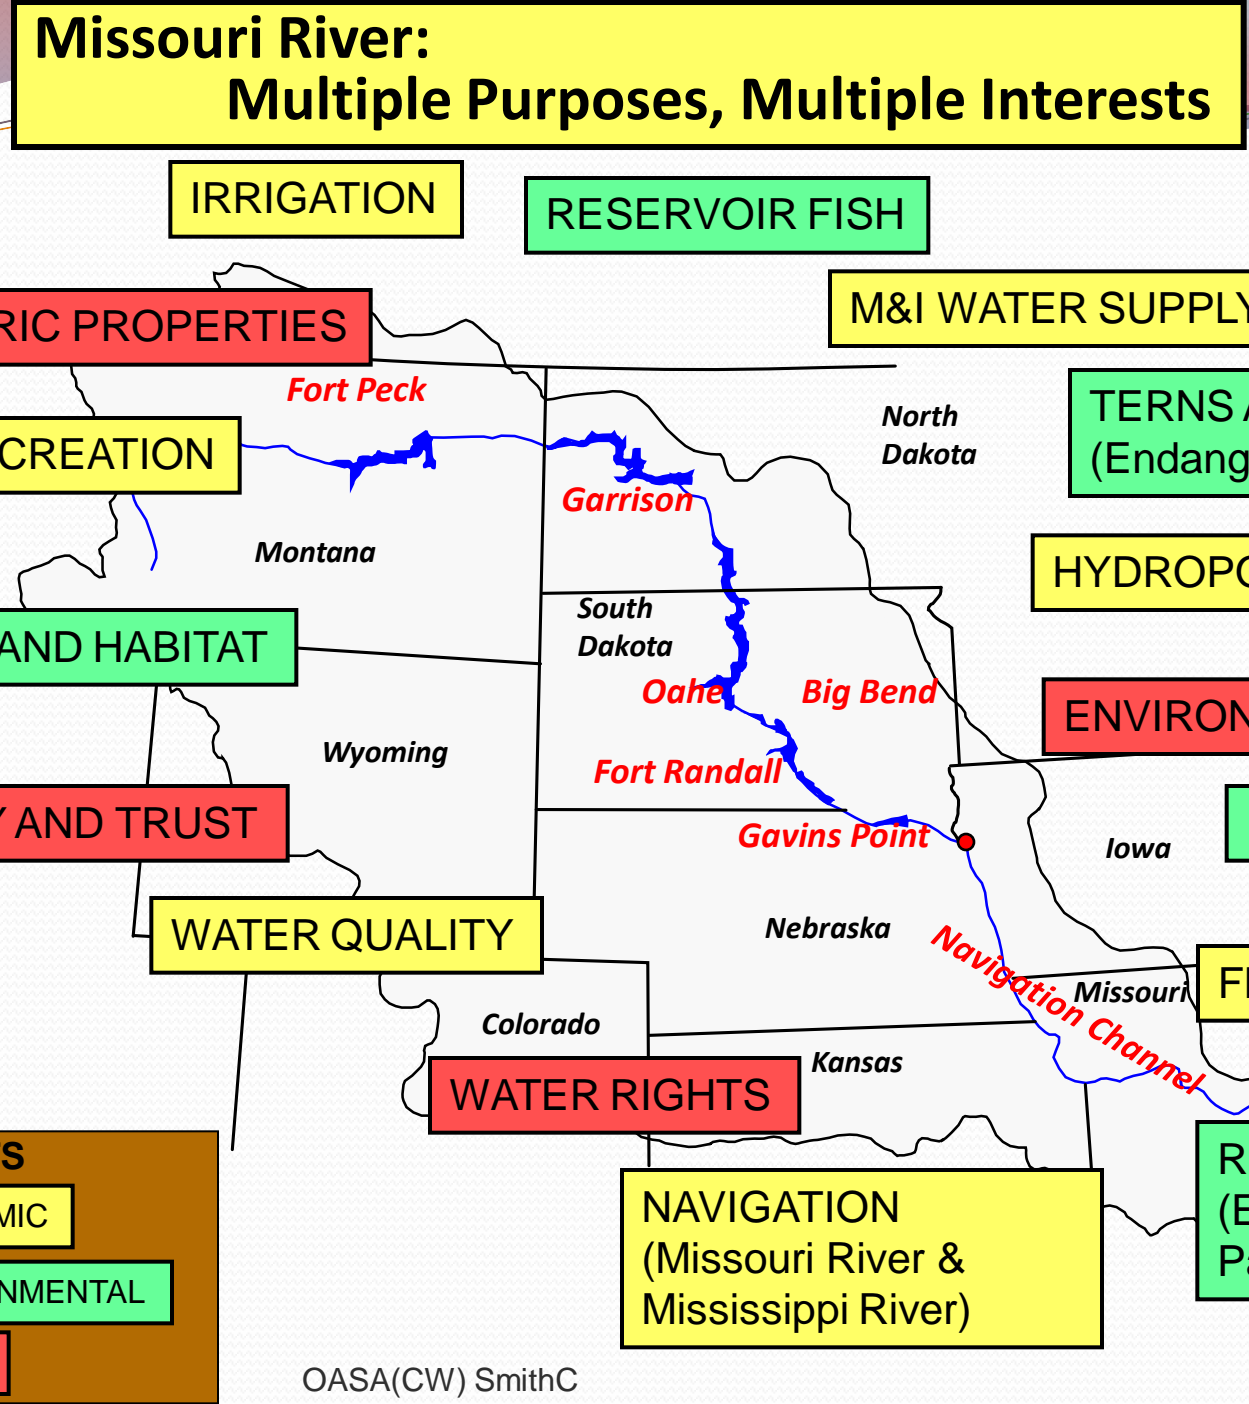 Missouri River:
Multiple Purposes, Multiple Interests
IRRIGATION
RESERVOIR FISH
M&I WATER SUPPLY
RIC PROPERTIES
Fort Peck
TERNS
(Endang
North
Dakota
CREATION
Garrison
HYDROPO
Montana
South
Dakota
AND HABITAT
Oahe
Big Bend
ENVIRON
Wyoming
Fort Randall
Y AND TRUST
Gavins Point
Iowa
WATER QUALITY
Nebraska
Navigation Channel
Missouri
Colorado
Kansas
WATER RIGHTS
S
MIC
NMENTAL
NAVIGATION
(Missouri River &
Mississippi River)
R
(E
Pa
OASA(CW) SmithC